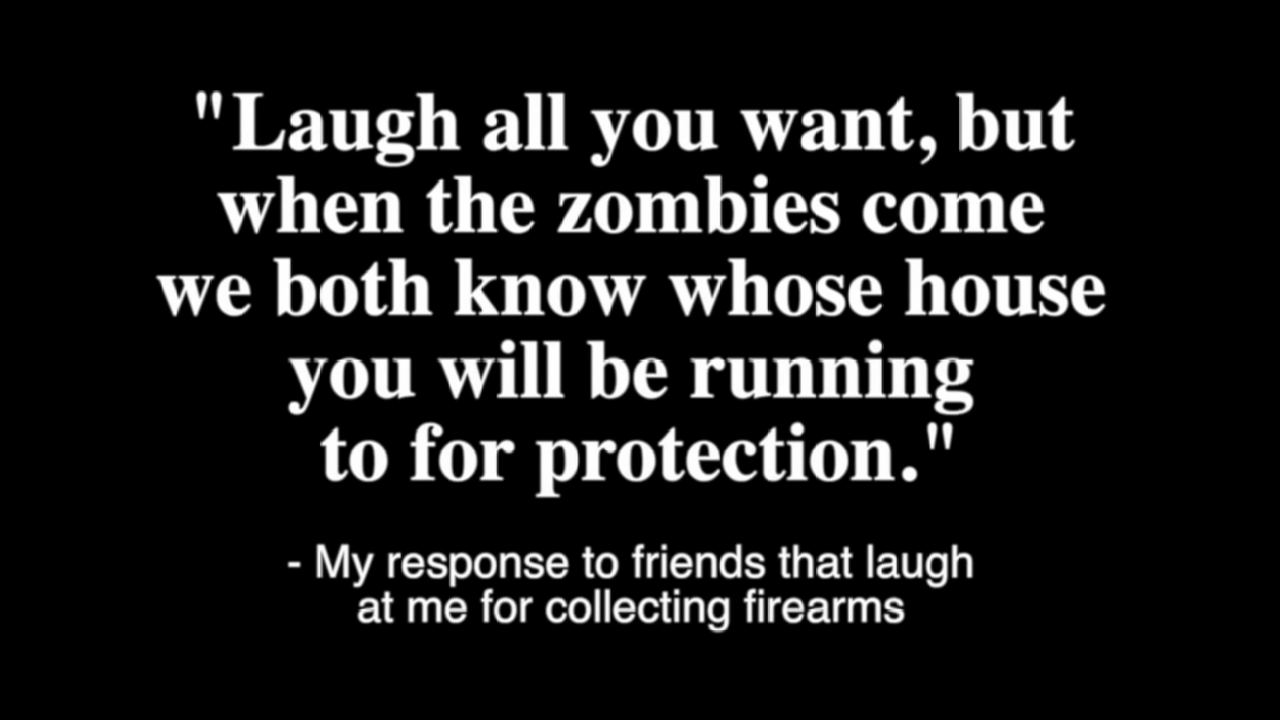 "Laugh all you want, but
when the zombies come
we both know whose house
you will be running
to for protection."
- My response to friends that laugh
at me for collecting firearms